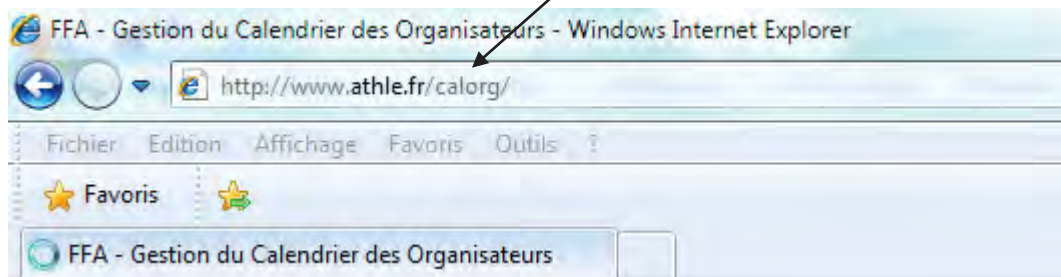 FFA - Gestion du Calendrier des Organisateurs - Windows Internet Explorer
http://www.athle.fr/calorg/
Fichier Edition Affichage Favoris Outils ?
Favoris
FFA - Gestion du Calendrier des Organisateurs